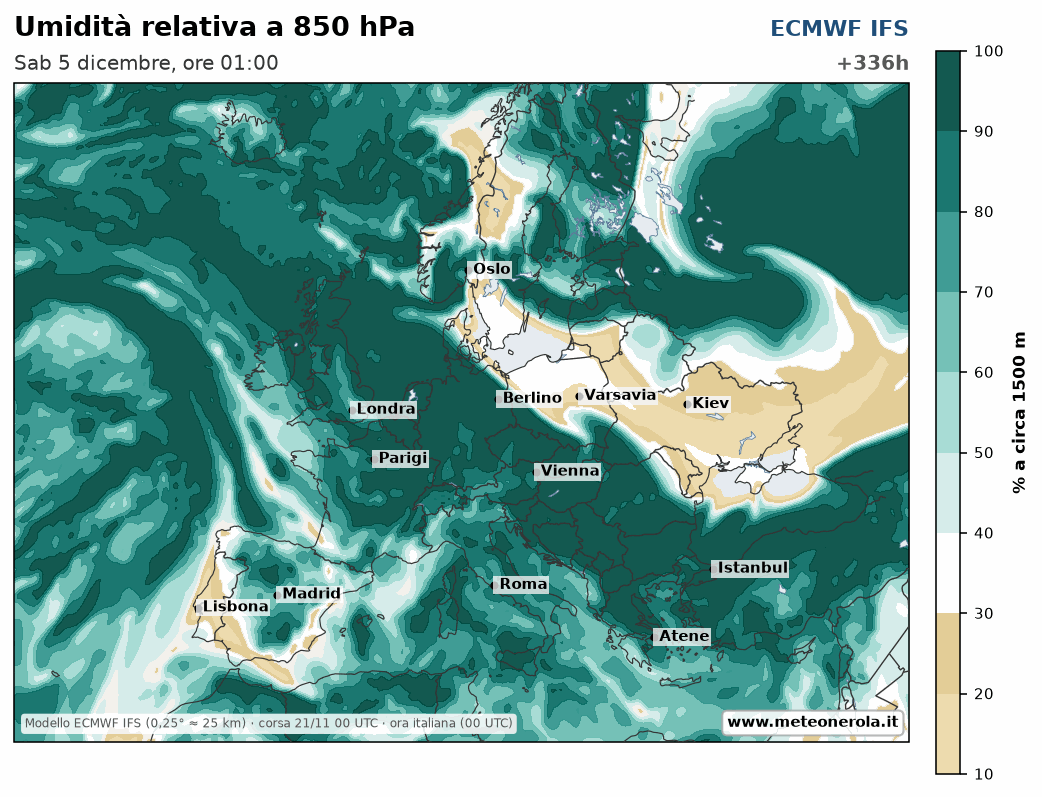 Umidità relativa a 850 hPa
ECMWF IFS
Sab 5 dicembre, ore 01:00
+336h
100
90
80
70
60
50
40
30
20
10
% a circa 1500 m
Oslo
Berlino
Varsavia
Kiev
Londra
Parigi
Vienna
Istanbul
Roma
Madrid
Lisbona
Atene
Modello ECMWF IFS (0,25° ≈ 25 km) · corsa 21/11 00 UTC · ora italiana (00 UTC)
www.meteonerola.it